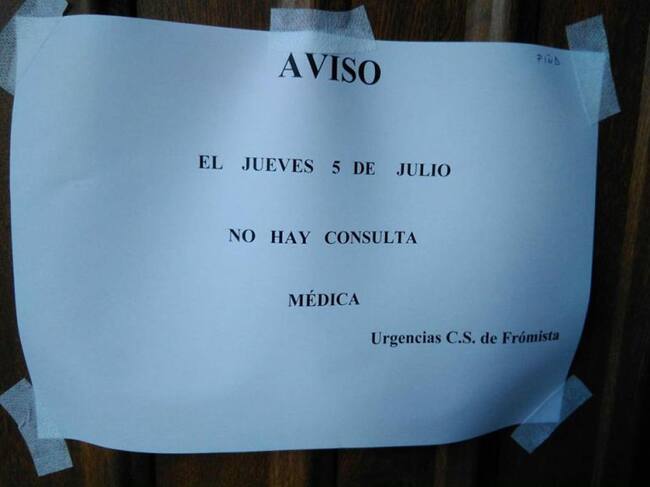 AVISO
EL JUEVES 5 DE JULIO
NO HAY CONSULTA
MÉDICA
Urgencias C.S. de Frómista